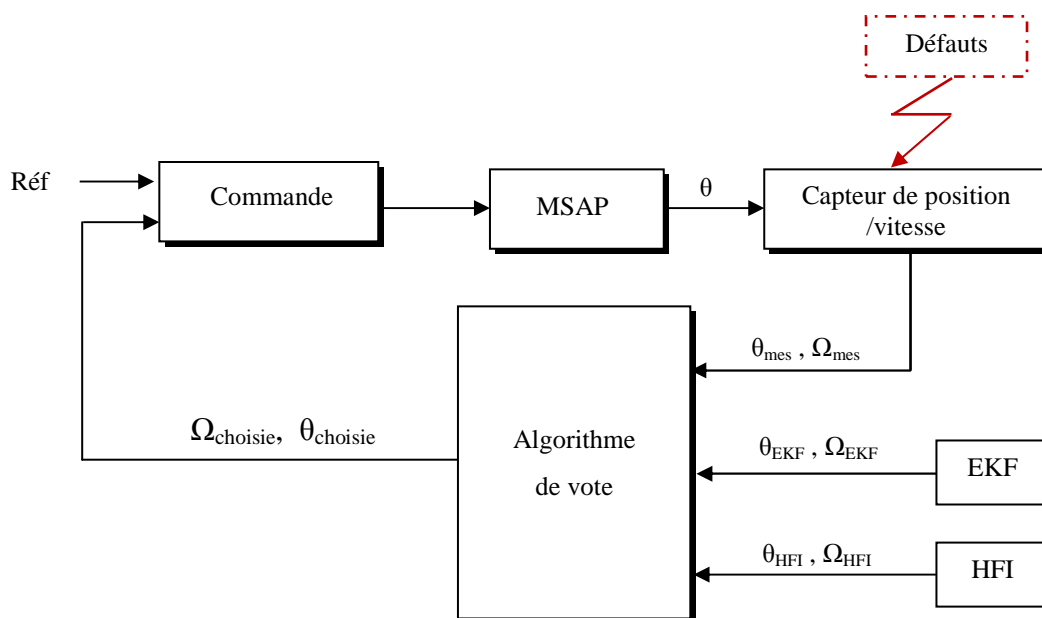 Défauts
Réf
Commande
MSAP
θ
Capteur de position
/vitesse
θmes , Ωmes
Ωchoisie, θchoisie
Algorithme
de vote
θEKF , ΩEKF
EKF
θHFI , ΩHFI
HFI